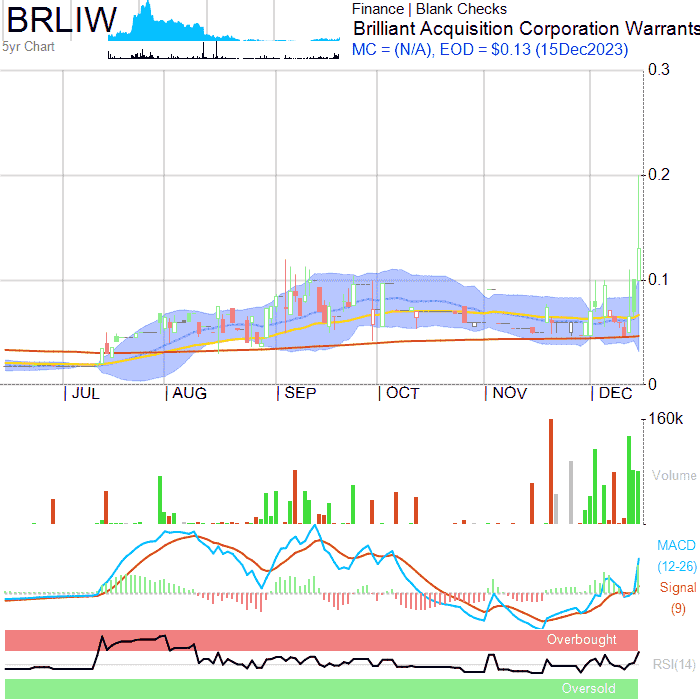 BRLIW
5yr Chart
Finance | Blank Checks
Brilliant Acquisition Corporation Warrants
MC = (N/A), EOD = $0.13 (15Dec2023)
0.3
0.2
0.1
0
JUL AUG SEP OCT NOV DEC
160k
Volume
MACD
(12-26)
Signal
(9)
Overbought
RSI(14)
Oversold